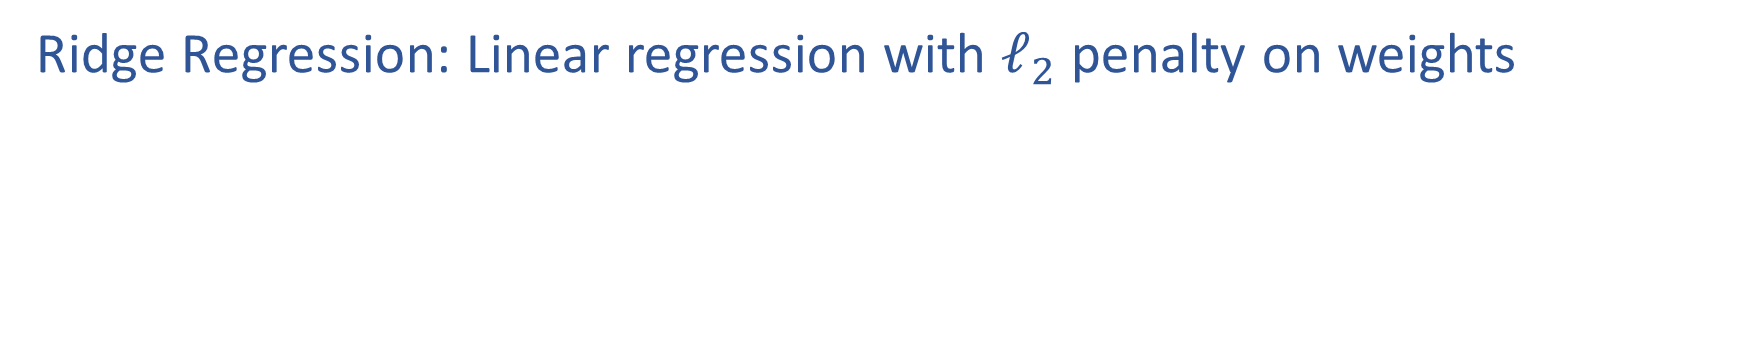 Ridge Regression: Linear regression with ℓ₂ penalty on weights